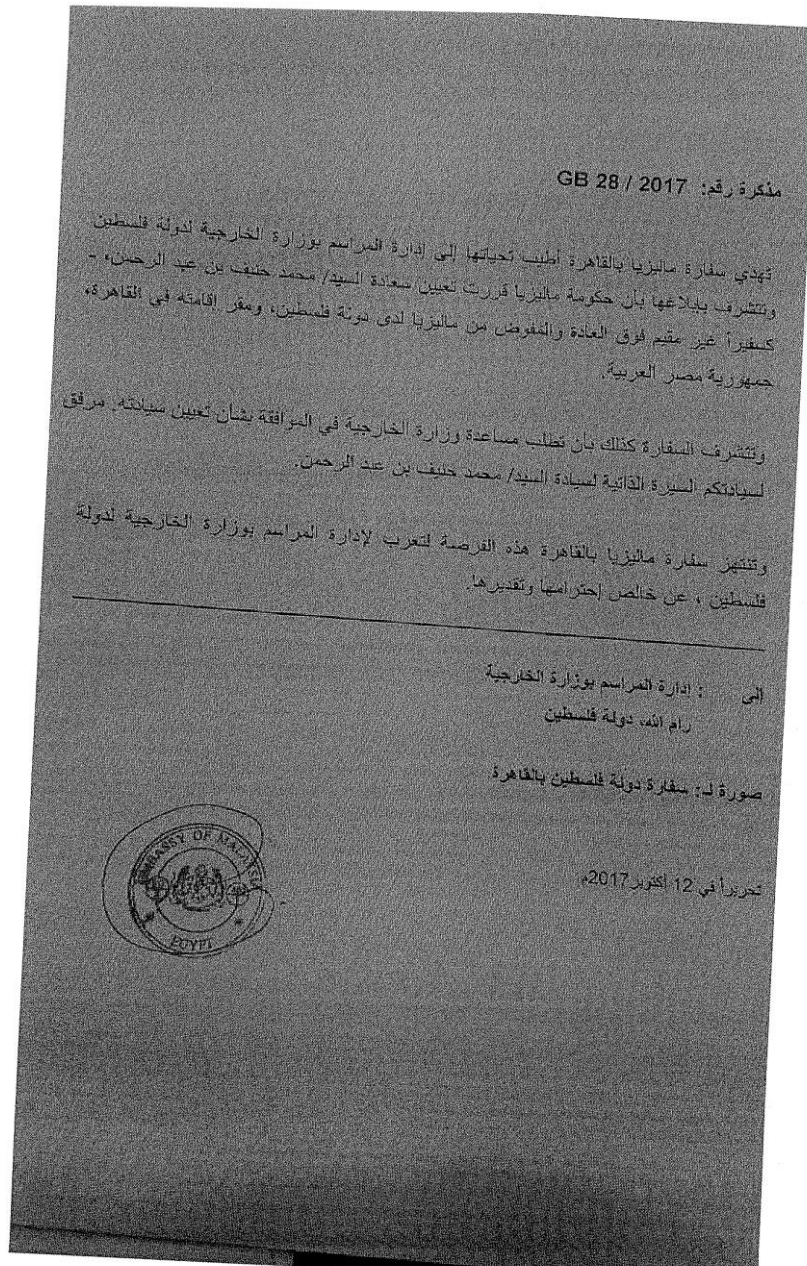 مذكرة رقم: GB 28 / 2017
تهدي سفارة ماليزيا بالقاهرة أطيب تحياتها إلى إدارة المراسم بوزارة الخارجية لدولة فلسطين
وتتشرف بإبلاغها بأن حكومة ماليزيا قررت تعيين سعادة السيد/ محمد حنيف بن عبد الرحمن، -
كسفيراً غير مقيم فوق العادة والمفوض من ماليزيا لدى دولة فلسطين، ومقر إقامته في القاهرة،
جمهورية مصر العربية.
وتتشرف السفارة كذلك بأن تطلب مساعدة وزارة الخارجية في الموافقة بشأن تعيين سيادته. مرفق
لسيادتكم السيرة الذاتية لسيادة السيد/ محمد حنيف بن عبد الرحمن.
وتنتهز سفارة ماليزيا بالقاهرة هذه الفرصة لتعرب لإدارة المراسم بوزارة الخارجية لدولة
فلسطين ، عن خالص إحترامها وتقديرها.
الى : إدارة المراسم بوزارة الخارجية
رام الله، دولة فلسطين
صورة لـ: سفارة دولة فلسطين بالقاهرة
تحريراً في 12 أكتوبر 2017م
EMBASSY OF MALAYSIA
EGYPT